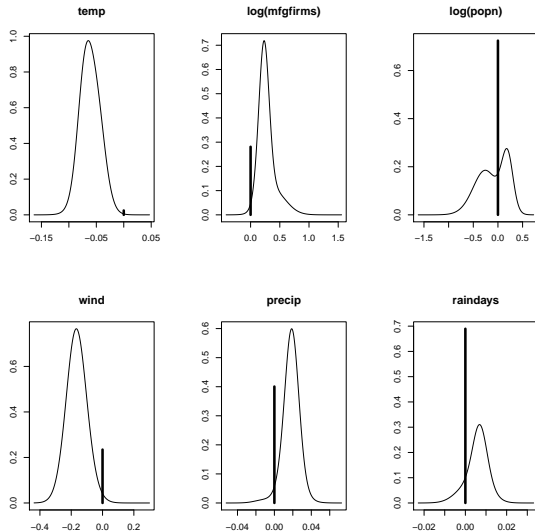 temp
0.0 0.2 0.4 0.6 0.8 1.0
−0.15 −0.05 0.05
log(mfgfirms)
0.0 0.1 0.2 0.3 0.4 0.5 0.6 0.7
0.0 0.5 1.0 1.5
log(popn)
0.0 0.2 0.4 0.6
−1.5 −0.5 0.0 0.5
wind
0.0 0.2 0.4 0.6
−0.4 −0.2 0.0 0.2
precip
0.0 0.1 0.2 0.3 0.4 0.5 0.6
−0.04 0.00 0.04
raindays
0.0 0.1 0.2 0.3 0.4 0.5 0.6 0.7
−0.02 0.00 0.02